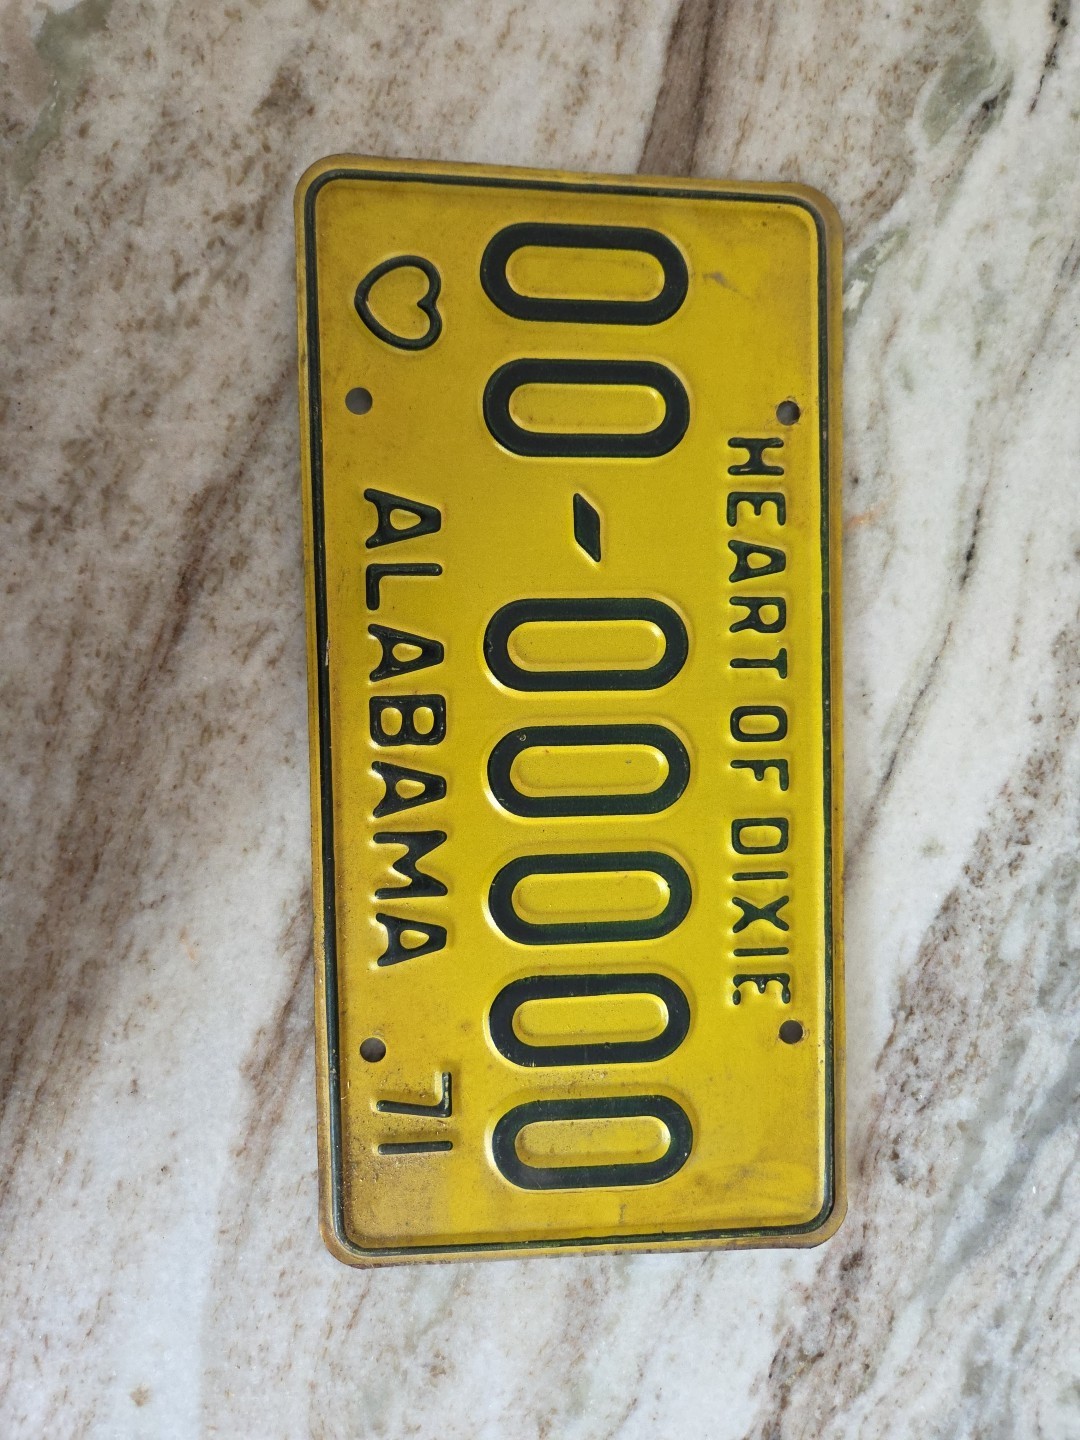 HEART OF DIXIE
00-00000
ALABAMA 71